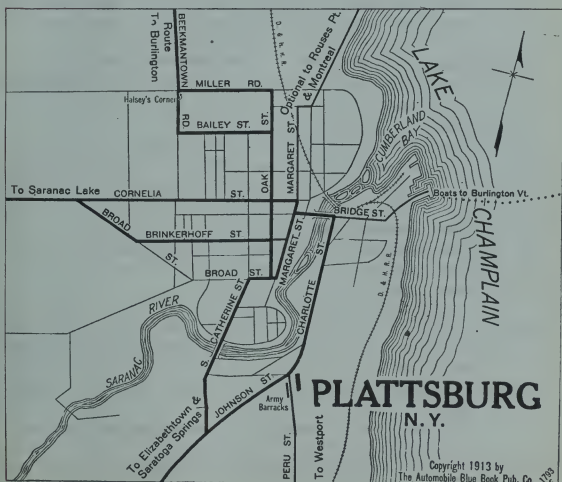 Route
To Burlington
BEEKMANTOWN
RD.
MILLER RD.
Halsey's Corner
BAILEY ST.
D. & H. R. R.
Optional to Rouses Pt.
& Montreal
LAKE
CHAMPLAIN
CUMBERLAND
BAY
OAK ST.
MARGARET ST.
To Saranac Lake
CORNELIA ST.
BROAD ST.
BRINKERHOFF ST.
BROAD ST.
MARGARET ST.
BRIDGE ST.
Boats to Burlington Vt.
CHARLOTTE ST.
D. & H. R. R.
S. CATHERINE ST.
SARANAC RIVER
JOHNSON ST.
Army
Barracks
PLATTSBURG
N. Y.
To Elizabethtown &
Saratoga Springs
PERU ST.
To Westport
Copyright 1913 by
The Automobile Blue Book Pub. Co.
1793